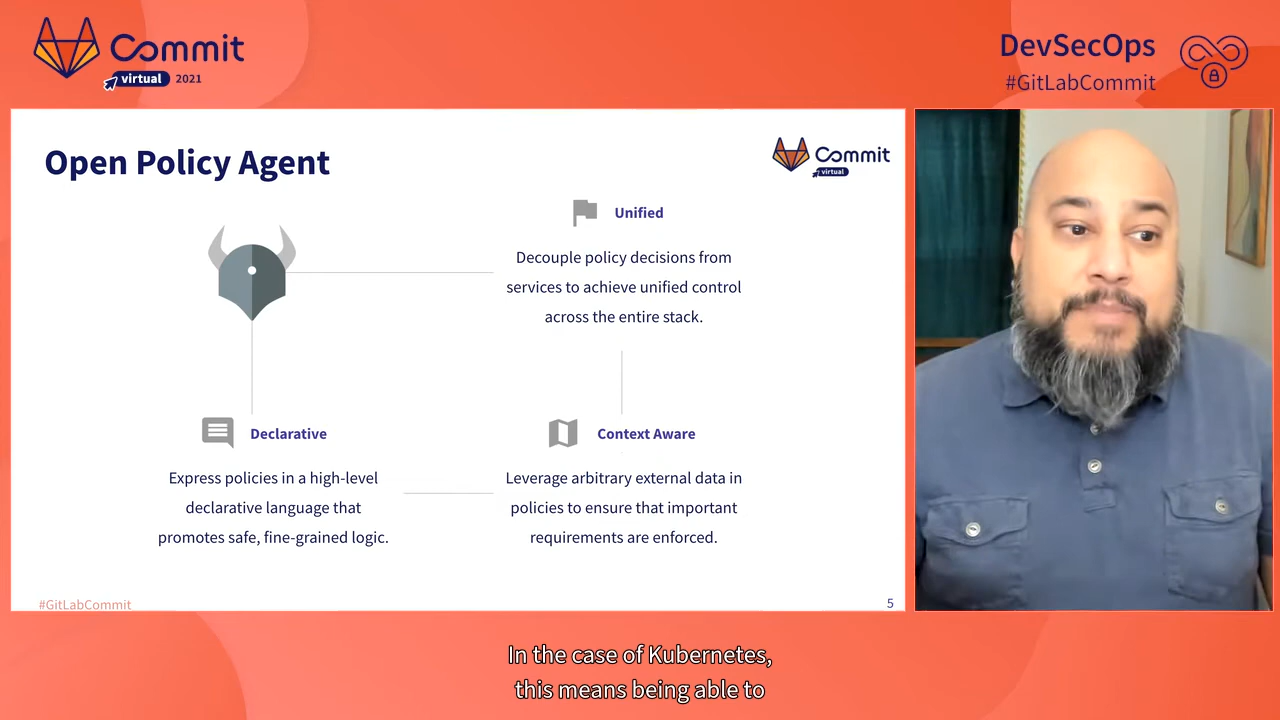 Commit
virtual 2021
DevSecOps
#GitLabCommit
Open Policy Agent
Commit
virtual
Unified
Decouple policy decisions from
services to achieve unified control
across the entire stack.
Declarative
Express policies in a high-level
declarative language that
promotes safe, fine-grained logic.
Context Aware
Leverage arbitrary external data in
policies to ensure that important
requirements are enforced.
#GitLabCommit
5
In the case of Kubernetes,
this means being able to